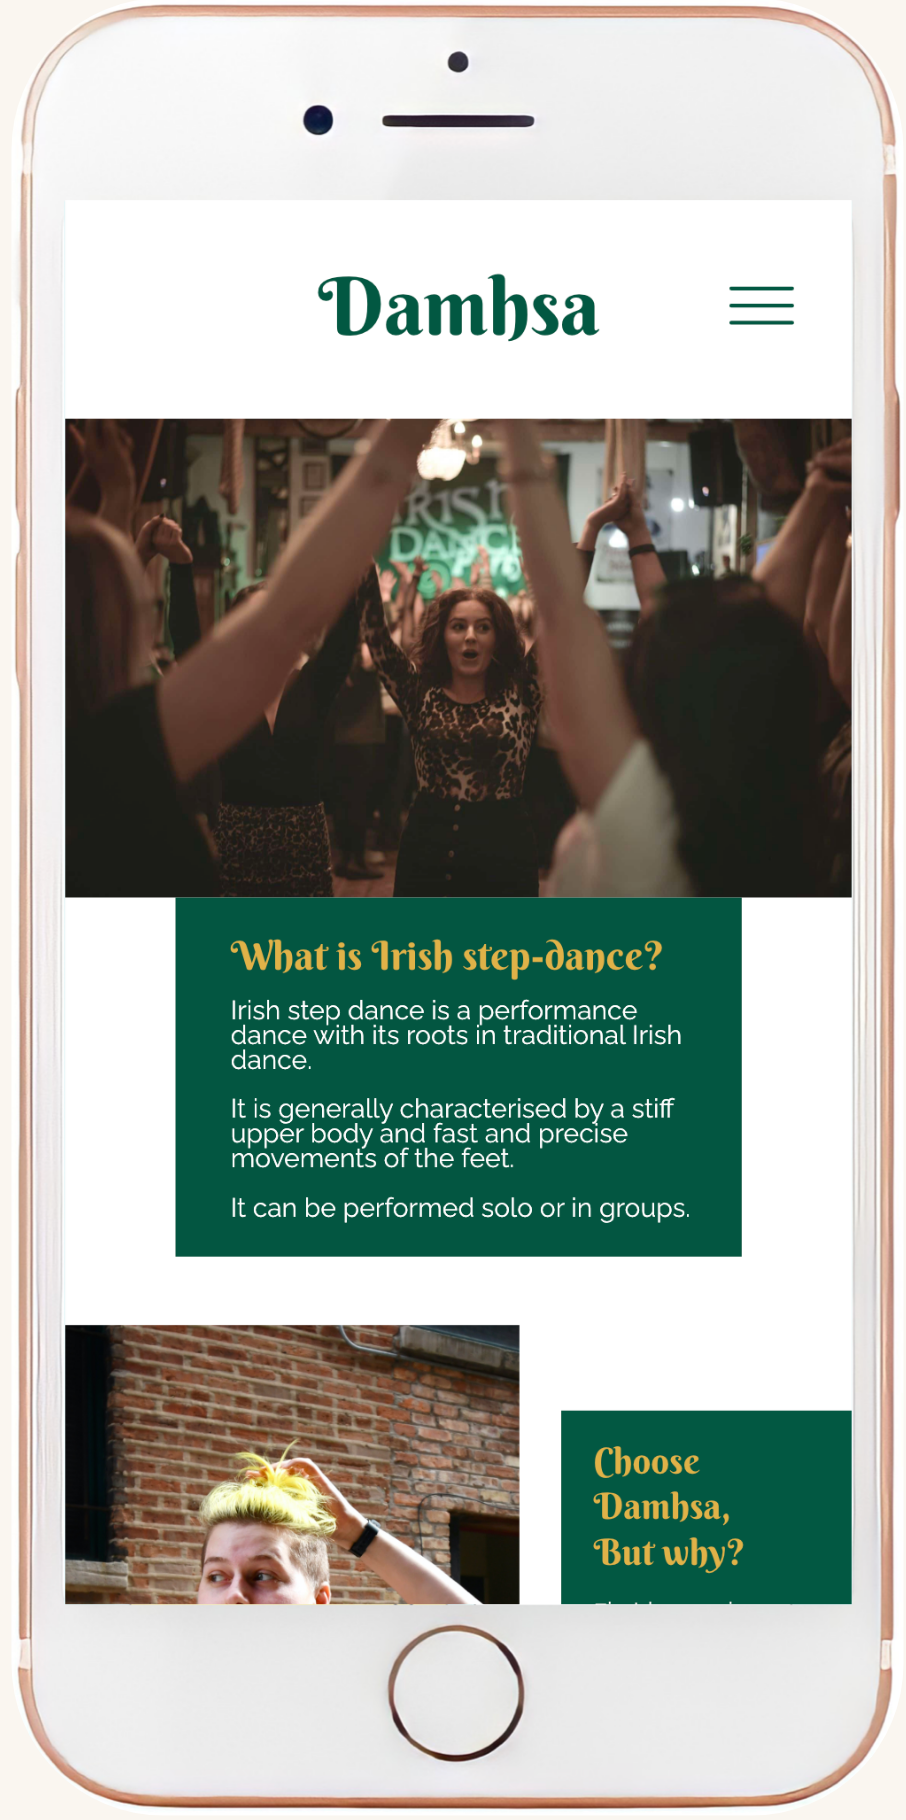 Damhsa
IRISH
DANCE
Party
What is Irish step-dance?
Irish step dance is a performance
dance with its roots in traditional Irish
dance.
It is generally characterised by a stiff
upper body and fast and precise
movements of the feet.
It can be performed solo or in groups.
Choose
Damhsa,
But why?